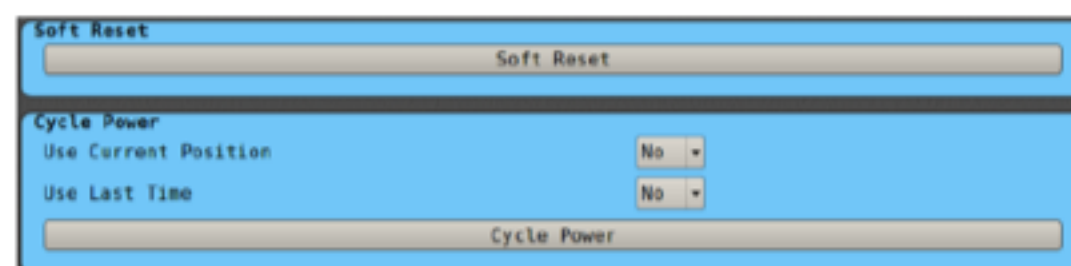 Soft Reset
Soft Reset
Cycle Power
Use Current Position No
Use Last Time No
Cycle Power